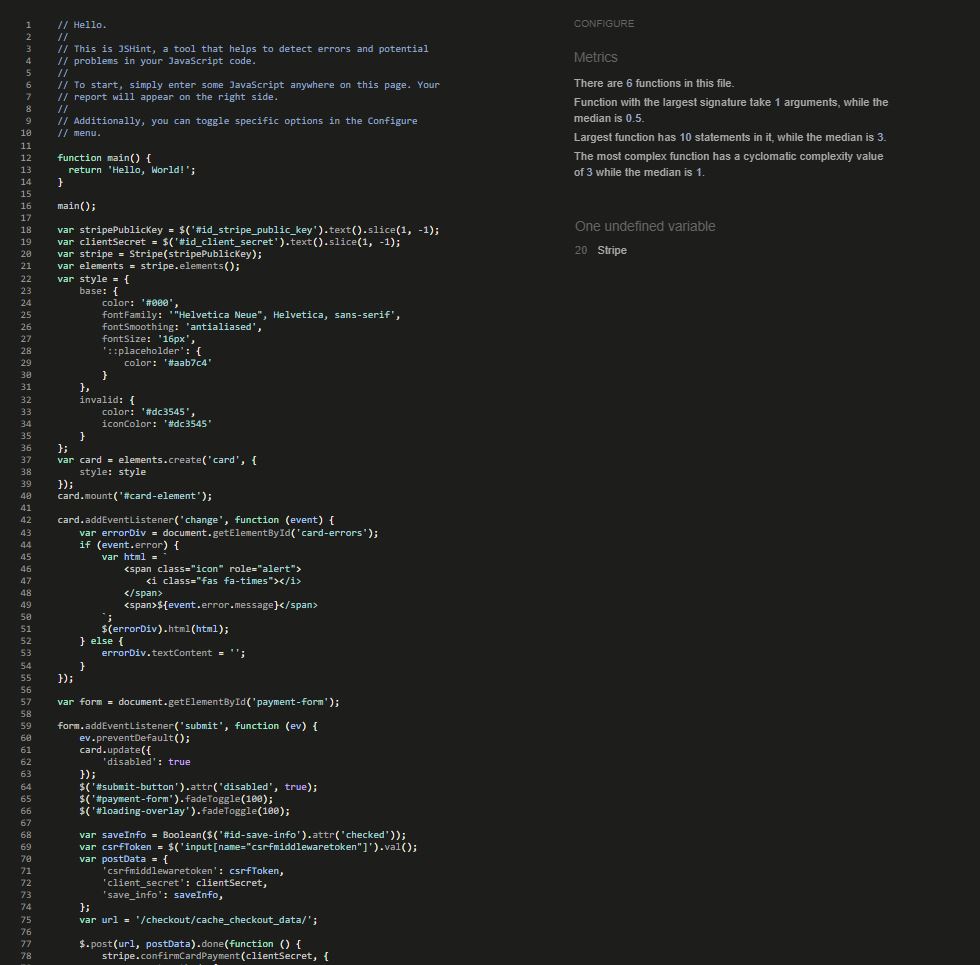 1 // Hello.
2 //
3 // This is JSHint, a tool that helps to detect errors and potential
4 // problems in your JavaScript code.
5 //
6 // To start, simply enter some JavaScript anywhere on this page. Your
7 // report will appear on the right side.
8 //
9 // Additionally, you can toggle specific options in the Configure
10 // menu.
11
12 function main() {
13   return 'Hello, World!';
14 }
15
16 main();
17
18 var stripePublicKey = $('#id_stripe_public_key').text().slice(1, -1);
19 var clientSecret = $('#id_client_secret').text().slice(1, -1);
20 var stripe = Stripe(stripePublicKey);
21 var elements = stripe.elements();
22 var style = {
23     base: {
24         color: '#000',
25         fontFamily: '"Helvetica Neue", Helvetica, sans-serif',
26         fontSmoothing: 'antialiased',
27         fontSize: '16px',
28         '::placeholder': {
29             color: '#aab7c4'
30         }
31     },
32     invalid: {
33         color: '#dc3545',
34         iconColor: '#dc3545'
35     }
36 };
37 var card = elements.create('card', {
38     style: style
39 });
40 card.mount('#card-element');
41
42 card.addEventListener('change', function (event) {
43     var errorDiv = document.getElementById('card-errors');
44     if (event.error) {
45         var html = `
46             <span class="icon" role="alert">
47                 <i class="fas fa-times"></i>
48             </span>
49             <span>${event.error.message}</span>
50         `;
51         $(errorDiv).html(html);
52     } else {
53         errorDiv.textContent = '';
54     }
55 });
56
57 var form = document.getElementById('payment-form');
58
59 form.addEventListener('submit', function (ev) {
60     ev.preventDefault();
61     card.update({
62         'disabled': true
63     });
64     $('#submit-button').attr('disabled', true);
65     $('#payment-form').fadeToggle(100);
66     $('#loading-overlay').fadeToggle(100);
67
68     var saveInfo = Boolean($('#id-save-info').attr('checked'));
69     var csrfToken = $('input[name="csrfmiddlewaretoken"]').val();
70     var postData = {
71         'csrfmiddlewaretoken': csrfToken,
72         'client_secret': clientSecret,
73         'save_info': saveInfo,
74     };
75     var url = '/checkout/cache_checkout_data/';
76
77     $.post(url, postData).done(function () {
78         stripe.confirmCardPayment(clientSecret, {
CONFIGURE
Metrics
There are 6 functions in this file.
Function with the largest signature take 1 arguments, while the
median is 0.5.
Largest function has 10 statements in it, while the median is 3.
The most complex function has a cyclomatic complexity value
of 3 while the median is 1.
One undefined variable
20 Stripe